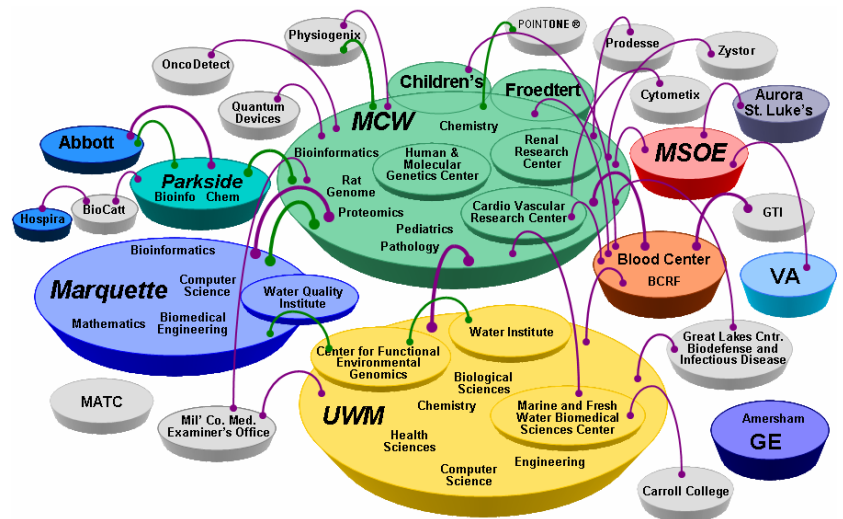 Physiogenix
POINTONE ®
Prodesse
Zystor
OncoDetect
Children's
Froedtert
Cytometix
Aurora
St. Luke's
Quantum
Devices
MCW
Chemistry
Abbott
Bioinformatics
Human &
Molecular
Genetics Center
Renal
Research
Center
MSOE
Parkside
Bioinfo Chem
Rat
Genome
Proteomics
Cardio Vascular
Research Center
Hospira
BioCatt
GTI
Pediatrics
Pathology
Bioinformatics
Blood Center
BCRF
VA
Marquette
Computer
Science
Water Quality
Institute
Mathematics
Biomedical
Engineering
Water Institute
Great Lakes Cntr.
Biodefense and
Infectious Disease
Center for Functional
Environmental
Genomics
Biological
Sciences
MATC
Mil' Co. Med.
Examiner's Office
UWM
Chemistry
Marine and Fresh
Water Biomedical
Sciences Center
Amersham
GE
Health
Sciences
Engineering
Computer
Science
Carroll College